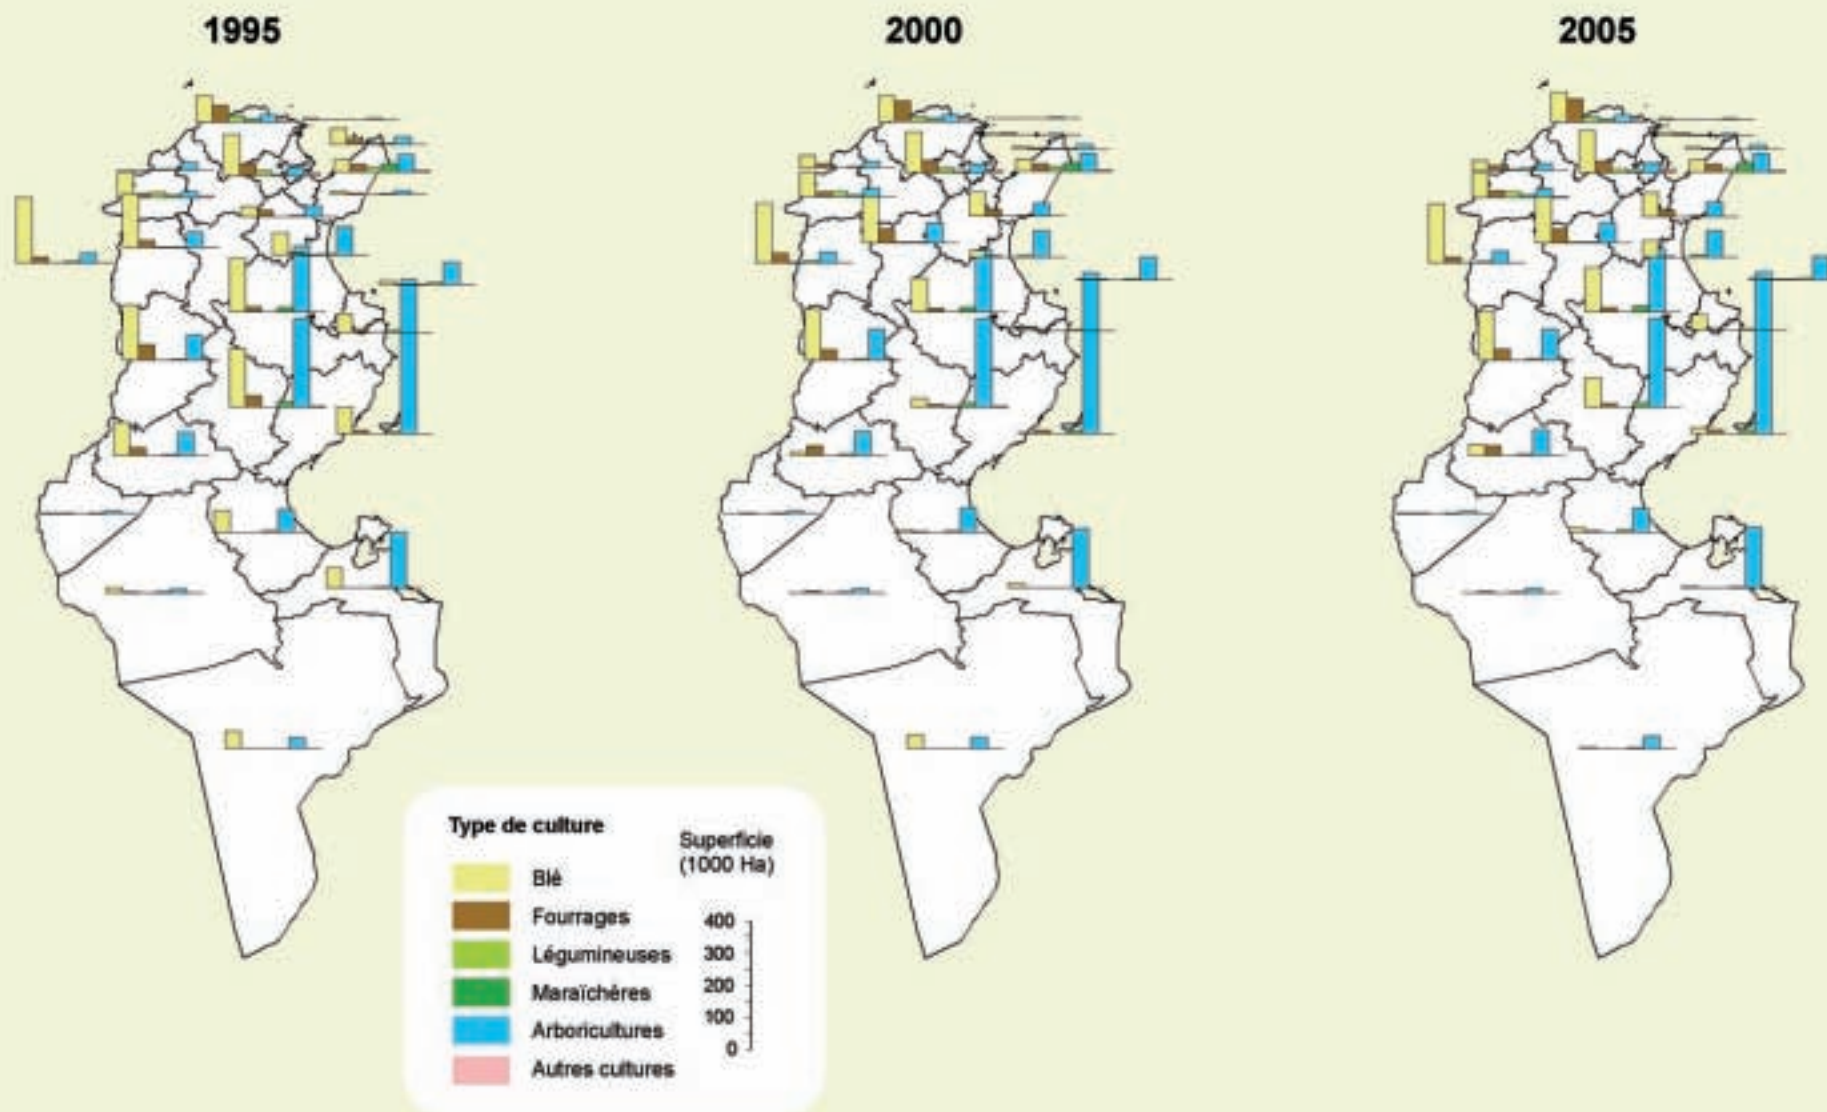 1995
2000
2005
Type de culture
Superficie
(1000 Ha)
Blé
Fourrages
Légumineuses
Maraîchères
Arboricultures
Autres cultures
400
300
200
100
0